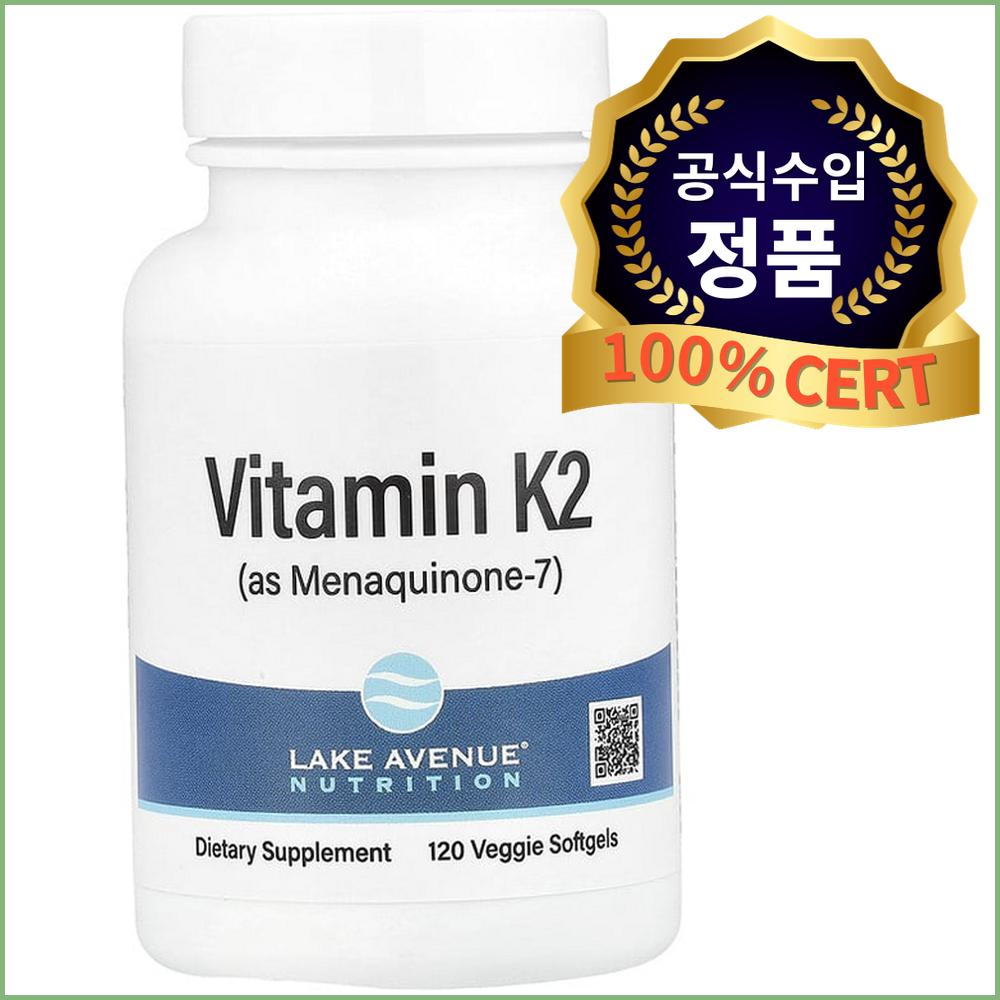 공식수입
정품
100% CERT
Vitamin K2
(as Menaquinone-7)
LAKE AVENUE®
NUTRITION
Dietary Supplement 120 Veggie Softgels